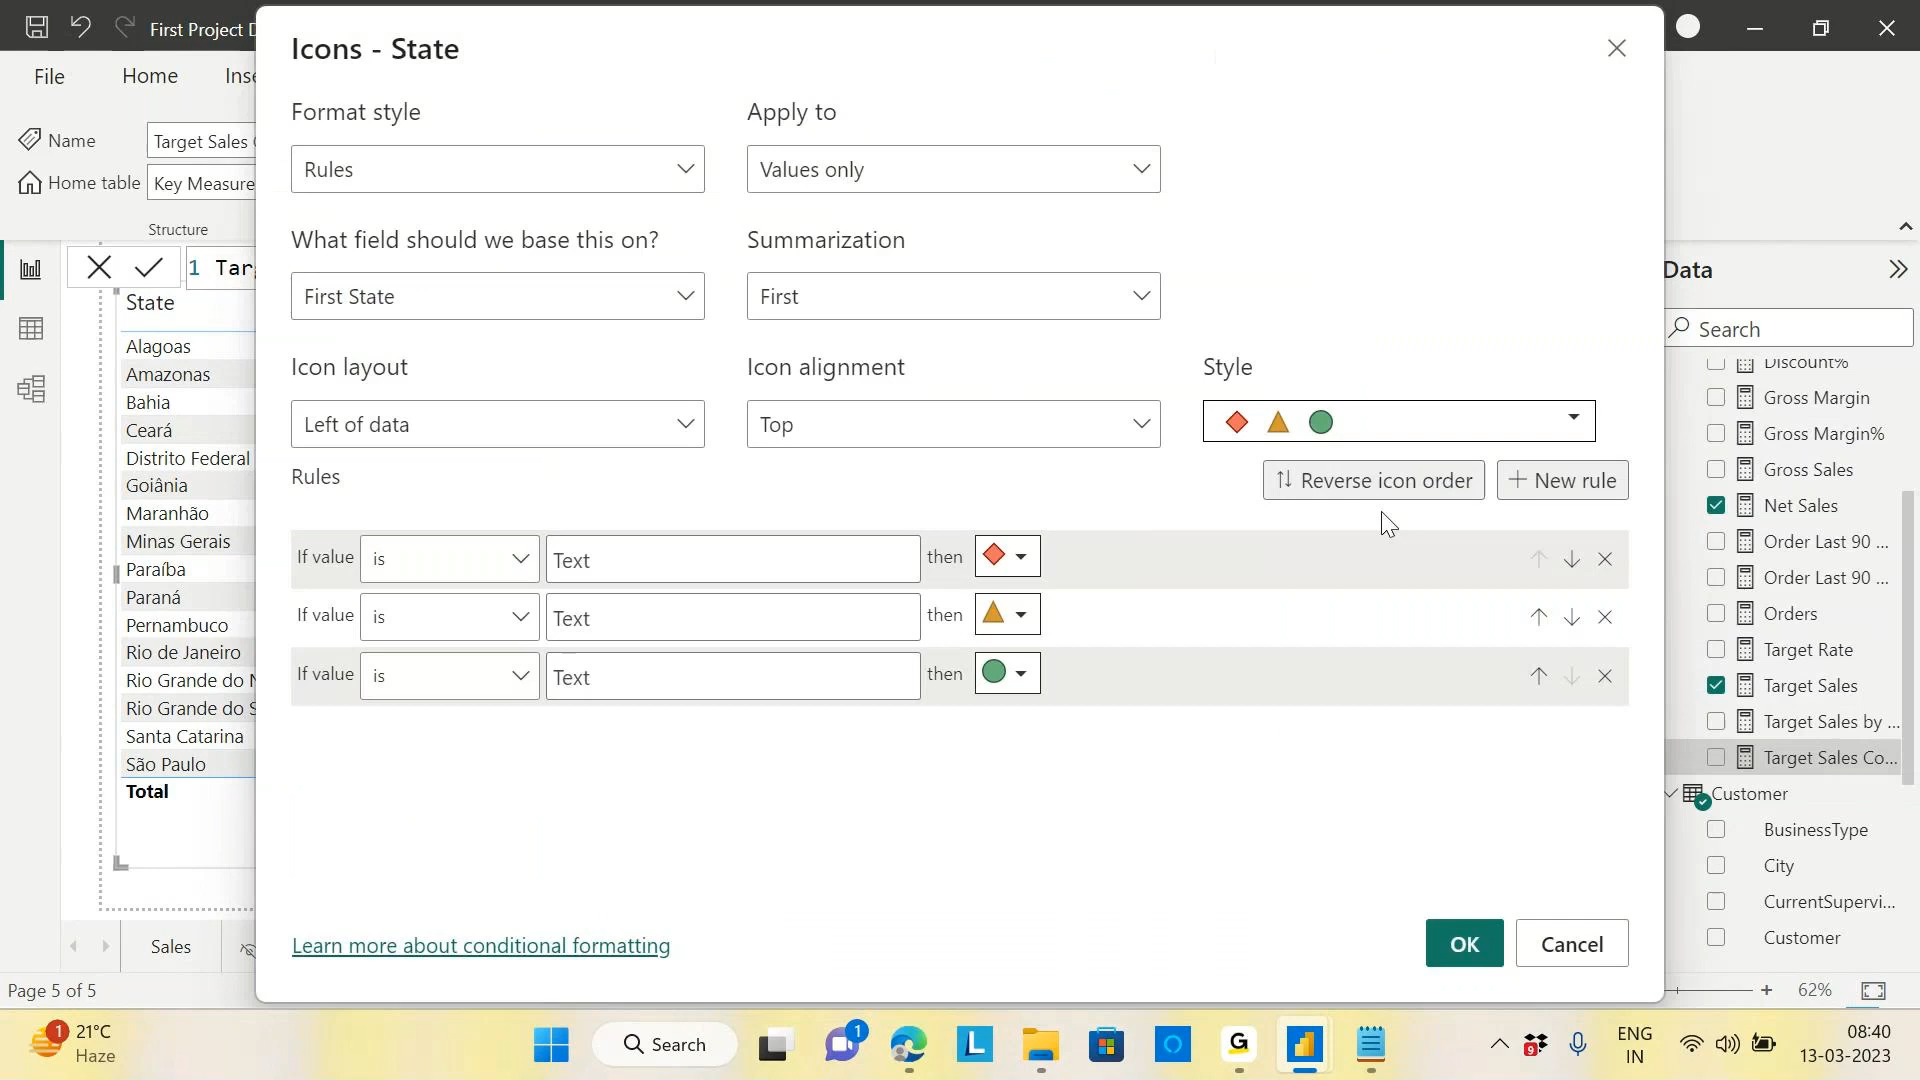 First Project D
File
Home
Inse
Name
Target Sales
Home table
Key Measure
Structure
1 Tar
State
Alagoas
Amazonas
Bahia
Ceará
Distrito Federal
Goiânia
Maranhão
Minas Gerais
Paraíba
Paraná
Pernambuco
Rio de Janeiro
Rio Grande do N
Rio Grande do S
Santa Catarina
São Paulo
Total
Sales
Page 5 of 5
Icons - State
Format style
Apply to
Rules
Values only
What field should we base this on?
Summarization
First State
First
Icon layout
Icon alignment
Style
Left of data
Top
Rules
Reverse icon order
New rule
If value is Text then
If value is Text then
If value is Text then
Learn more about conditional formatting
OK
Cancel
Data
Search
Discount%
Gross Margin
Gross Margin%
Gross Sales
Net Sales
Order Last 90 ...
Order Last 90 ...
Orders
Target Rate
Target Sales
Target Sales by ...
Target Sales Co...
Customer
BusinessType
City
CurrentSupervi...
Customer
62%
1
21°C
Haze
Search
1
L
G
9
ENG
IN
08:40
13-03-2023